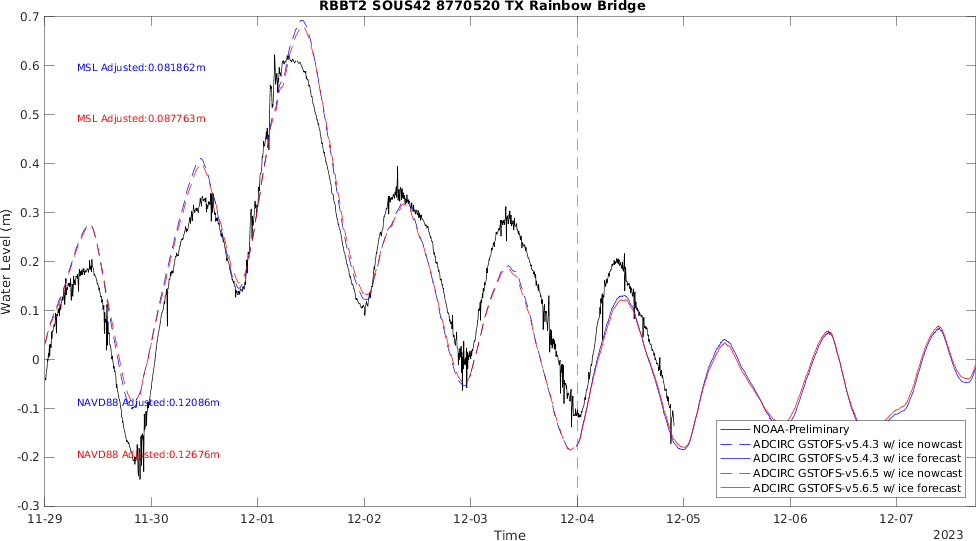 RBBT2 SOUS42 8770520 TX Rainbow Bridge
0.7
0.6
0.5
0.4
0.3
0.2
0.1
0
-0.1
-0.2
-0.3
Water Level (m)
MSL Adjusted:0.081862m
MSL Adjusted:0.087763m
NAVD88 Adjusted:0.12086m
NAVD88 Adjusted:0.12676m
NOAA-Preliminary
ADCIRC GSTOFS-v5.4.3 w/ ice nowcast
ADCIRC GSTOFS-v5.4.3 w/ ice forecast
ADCIRC GSTOFS-v5.6.5 w/ ice nowcast
ADCIRC GSTOFS-v5.6.5 w/ ice forecast
11-29 11-30 12-01 12-02 12-03 12-04 12-05 12-06 12-07
Time
2023